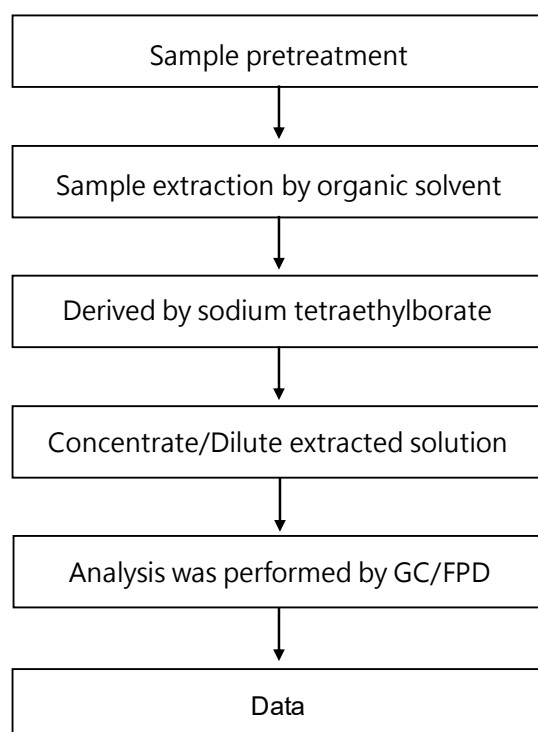 Sample pretreatment
Sample extraction by organic solvent
Derived by sodium tetraethylborate
Concentrate/Dilute extracted solution
Analysis was performed by GC/FPD
Data